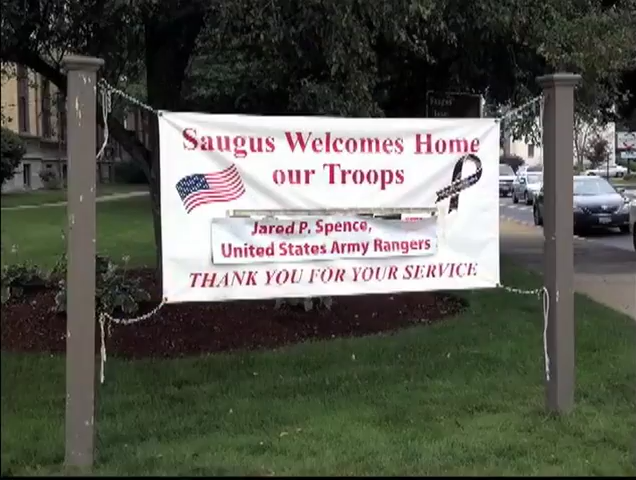 Saugus Welcomes Home
our Troops
Jared P. Spence,
United States Army Rangers
THANK YOU FOR YOUR SERVICE